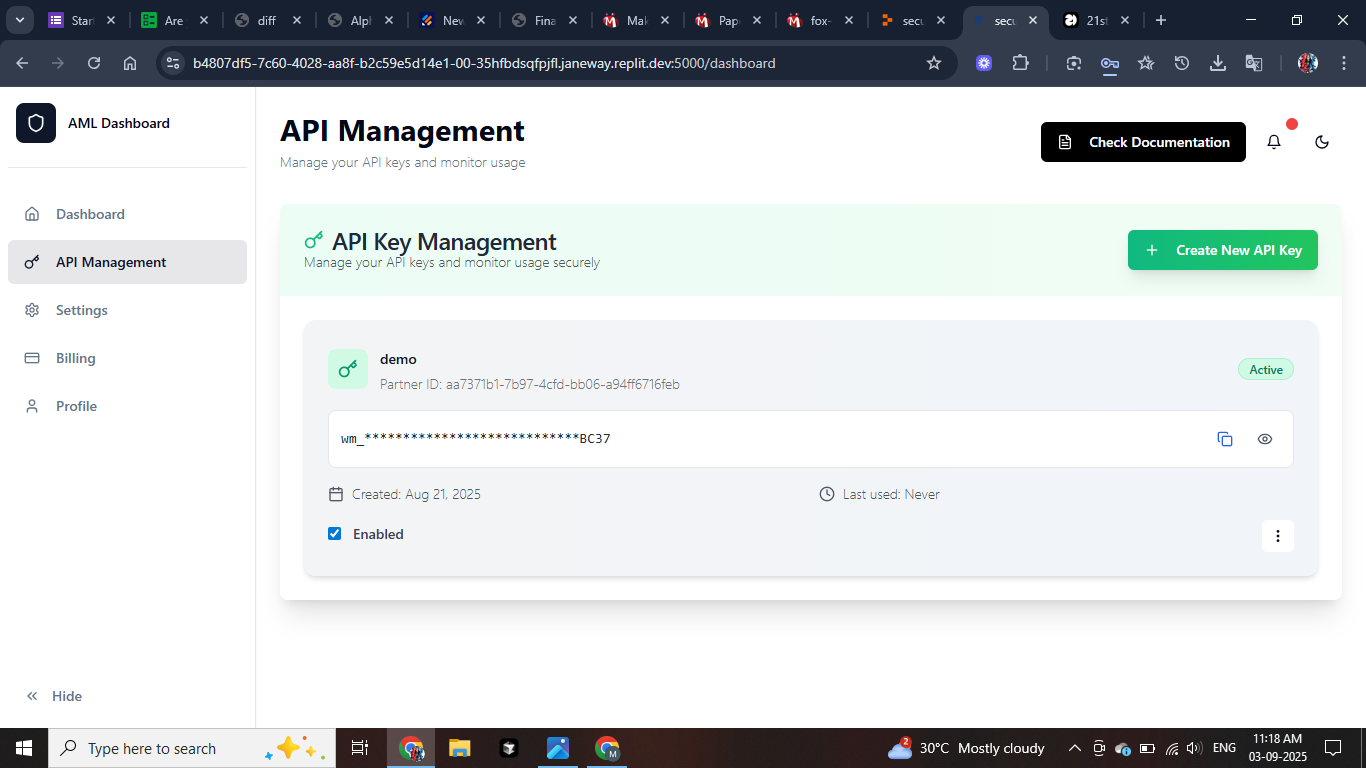 Start
Are
diff
Alph
New
Fina
Mak
Pap
fox-
secu
secu
21st
b4807df5-7c60-4028-aa8f-b2c59e5d14e1-00-35hfbdsqfpjfl.janeway.replit.dev:5000/dashboard
AML Dashboard
Dashboard
API Management
Settings
Billing
Profile
Hide
API Management
Manage your API keys and monitor usage
Check Documentation
API Key Management
Manage your API keys and monitor usage securely
Create New API Key
demo
Partner ID: aa7371b1-7b97-4cfd-bb06-a94ff6716feb
Active
wm_****************************BC37
Created: Aug 21, 2025
Last used: Never
Enabled
Type here to search
M
2
30°C Mostly cloudy
ENG
11:18 AM
03-09-2025